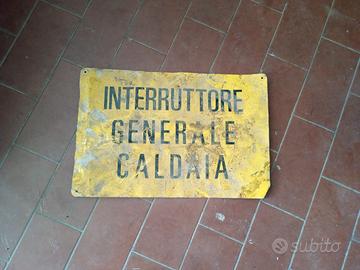 INTERRUTTORE
GENERALE
CALDAIA
subito